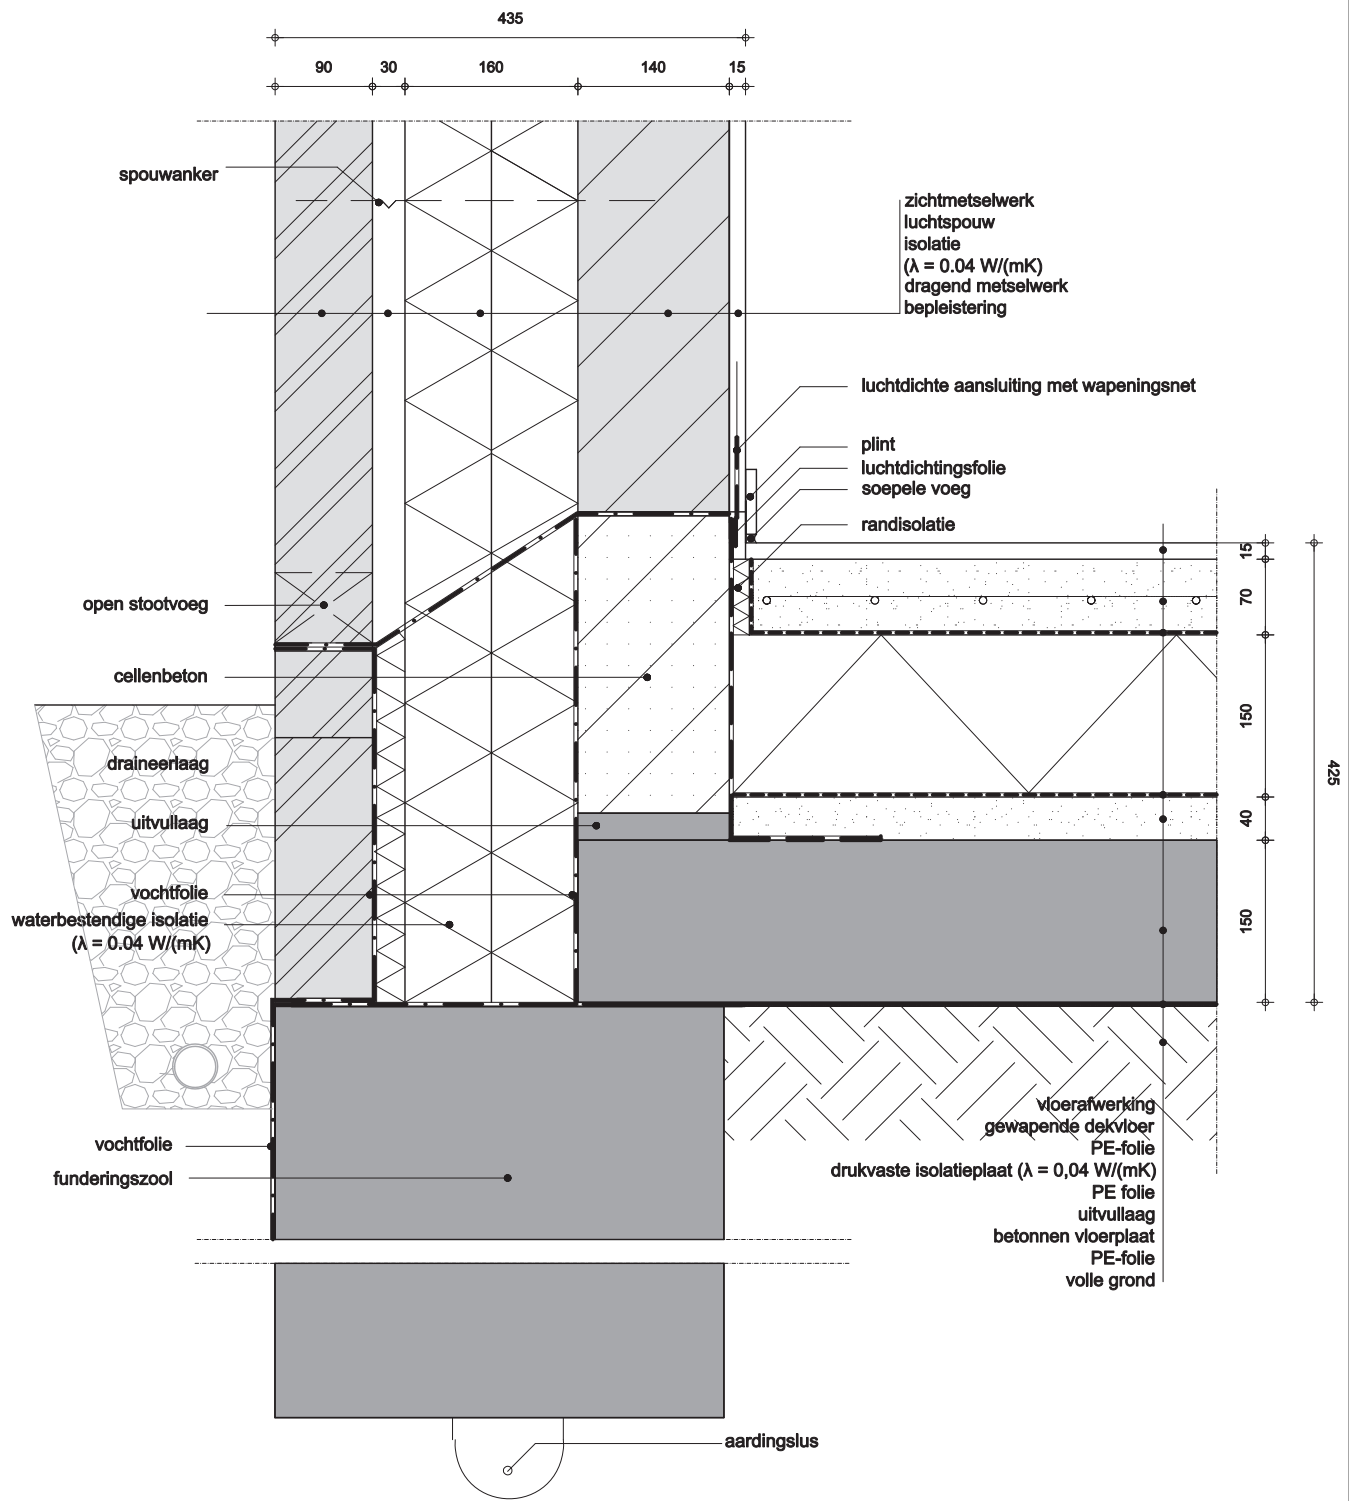 435
90
30
160
140
15
spouwanker
zichtmetselwerk
luchtspouw
isolatie
(λ = 0.04 W/(mK)
dragend metselwerk
bepleistering
luchtdichte aansluiting met wapeningsnet
plint
luchtdichtingsfolie
soepele voeg
randisolatie
15
70
150
40
150
425
open stootvoeg
cellenbeton
draineerlaag
uitvullaag
vochtfolie
waterbestendige isolatie
(λ = 0.04 W/(mK)
vochtfolie
funderingszool
vloerafwerking
gewapende dekvloer
PE-folie
drukvaste isolatieplaat (λ = 0,04 W/(mK)
PE folie
uitvullaag
betonnen vloerplaat
PE-folie
volle grond
aardingslus